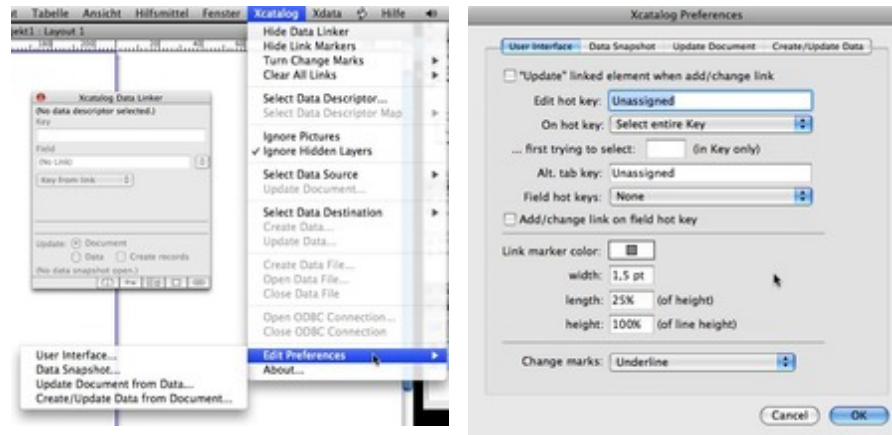 Tabelle Ansicht Hilfsmittel Fenster Xcatalog Xdata Hilfe
ekt1 : Layout 1
Hide Data Linker
Hide Link Markers
Turn Change Marks
Clear All Links
Select Data Descriptor...
Select Data Descriptor Map
Ignore Pictures
✓ Ignore Hidden Layers
Select Data Source
Update Document...
Select Data Destination
Create Data...
Update Data...
Create Data File...
Open Data File...
Close Data File
Open ODBC Connection...
Close ODBC Connection
Edit Preferences
About...
Xcatalog Data Linker
(No data descriptor selected.)
Key
Field
(No Link)
Key from link
Update: Document
Data Create records
(No data snapshot open.)
User Interface...
Data Snapshot...
Update Document from Data...
Create/Update Data from Document...
Xcatalog Preferences
User Interface Data Snapshot Update Document Create/Update Data
"Update" linked element when add/change link
Edit hot key: Unassigned
On hot key: Select entire Key
... first trying to select: (in Key only)
Alt. tab key: Unassigned
Field hot keys: None
Add/change link on field hot key
Link marker color:
width: 1,5 pt
length: 25% (of height)
height: 100% (of line height)
Change marks: Underline
Cancel OK